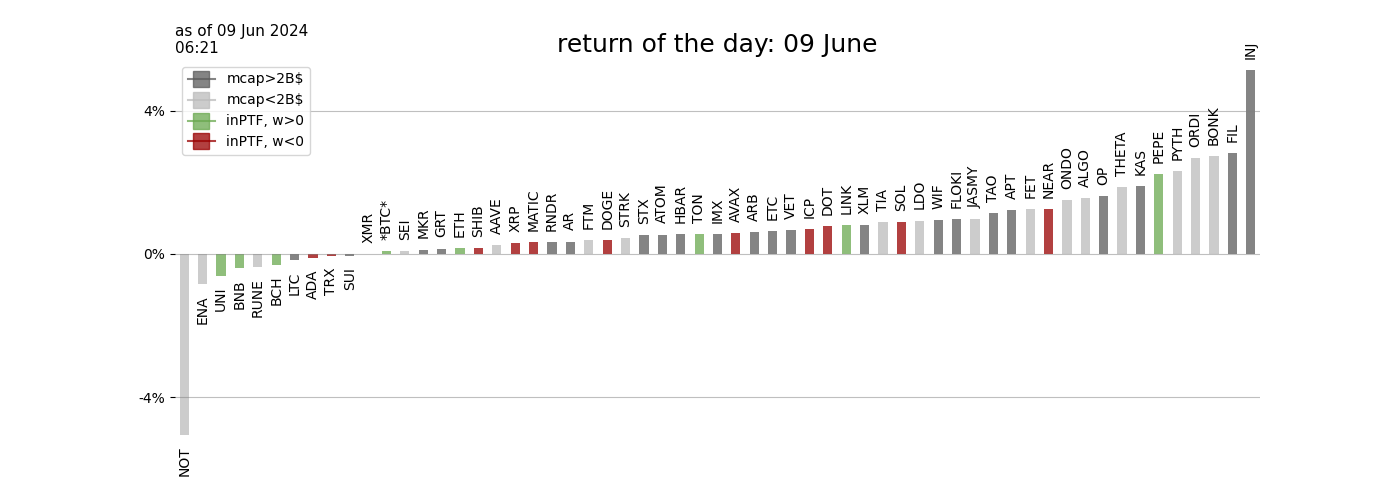 as of 09 Jun 2024
06:21
return of the day: 09 June
mcap>2B$
mcap<2B$
inPTF, w>0
inPTF, w<0
4%
0%
-4%
NOT
ENA
UNI
BNB
RUNE
BCH
LTC
ADA
TRX
SUI
XMR
*BTC*
SEI
MKR
GRT
ETH
SHIB
AAVE
XRP
MATIC
RNDR
AR
FTM
DOGE
STRK
STX
ATOM
HBAR
TON
IMX
AVAX
ARB
ETC
VET
ICP
DOT
LINK
XLM
TIA
SOL
LDO
WIF
FLOKI
JASMY
TAO
APT
FET
NEAR
ONDO
ALGO
OP
THETA
KAS
PEPE
PYTH
ORDI
BONK
FIL
INJ